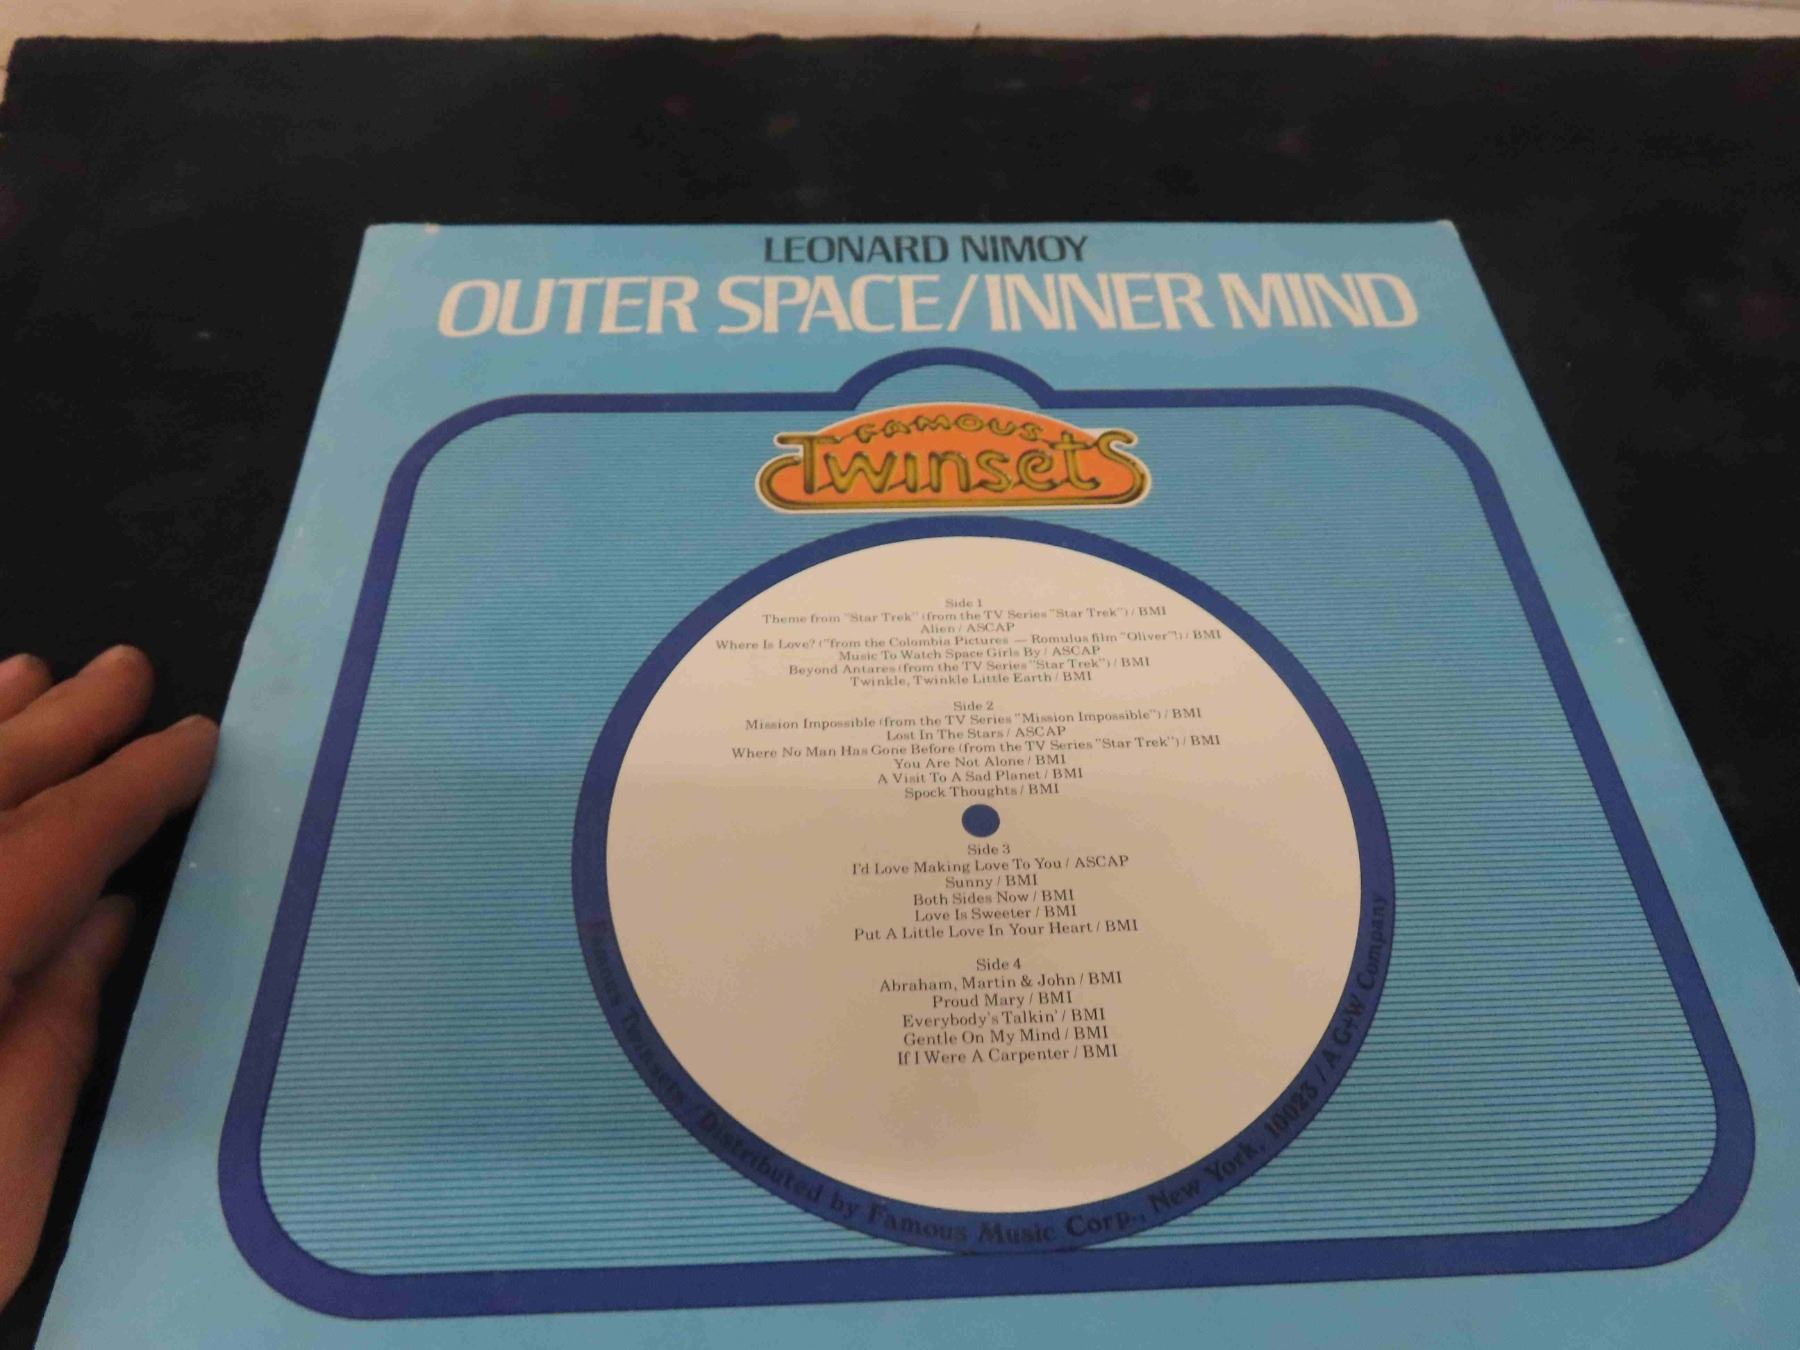 LEONARD NIMOY
OUTER SPACE/INNER MIND
FAMOUS
TWINSETS
Side 1
Theme from "Star Trek" (from the TV Series "Star Trek") / BMI
Alien / ASCAP
Where Is Love? ("from the Colombia Pictures — Romulus film "Oliver"!) / BMI
Music To Watch Space Girls By / ASCAP
Beyond Antares (from the TV Series "Star Trek") / BMI
Twinkle, Twinkle Little Earth / BMI
Side 2
Mission Impossible (from the TV Series "Mission Impossible") / BMI
Lost In The Stars / ASCAP
Where No Man Has Gone Before (from the TV Series "Star Trek") / BMI
You Are Not Alone / BMI
A Visit To A Sad Planet / BMI
Spock Thoughts / BMI
Side 3
I'd Love Making Love To You / ASCAP
Sunny / BMI
Both Sides Now / BMI
Love Is Sweeter / BMI
Put A Little Love In Your Heart / BMI
Side 4
Abraham, Martin & John / BMI
Proud Mary / BMI
Everybody's Talkin' / BMI
Gentle On My Mind / BMI
If I Were A Carpenter / BMI
Famous Twinsets / Distributed by Famous Music Corp., New York, 10023 / A G+W Company